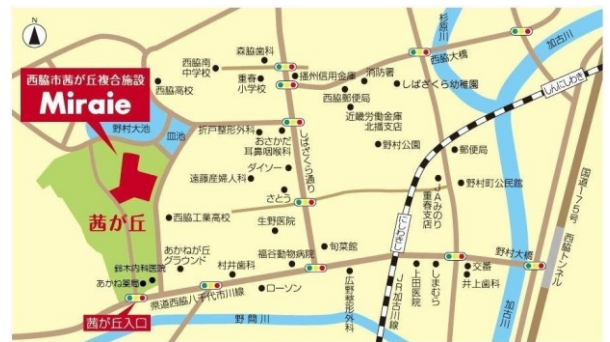 N
西脇市茜が丘複合施設
Miraie
森脇歯科
西脇南
中学校
重春
小学校
播州信用金庫
消防署
西脇大橋
杉原川
加古川
しんにしわき
西脇高校
西脇郵便局
しばざくら幼稚園
近畿労働金庫
北播支店
野村大池
皿池
折戸整形外科
おさかだ
耳鼻咽喉科
しばざくら通り
野村公園
郵便局
ダイソー
遠藤産婦人科
さとう
JAみのり
重春支店
野村町公民館
国道175号 西脇トンネル
茜が丘
西脇工業高校
生野医院
にしわきし
あかねが丘
グラウンド
福谷動物病院
旬菜館
野村大橋
鈴木内科医院
あかね薬局
村井歯科
ローソン
広野整形外科
JR加古川線
上田医院
しまむら
交番
井上歯科
加古川
県道西脇八千代市川線
茜が丘入口
野間川